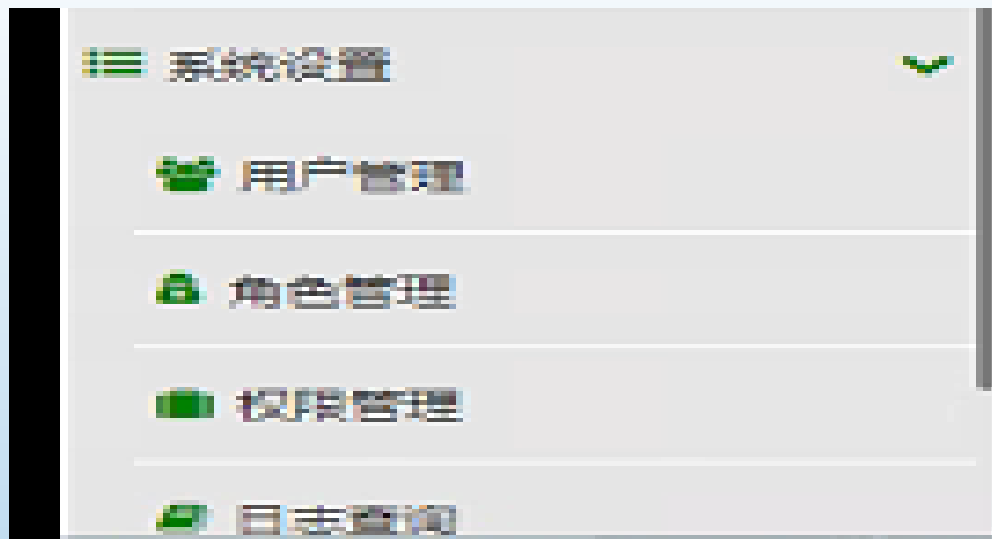 系统设置
用户管理
角色管理
权限管理
日志查询